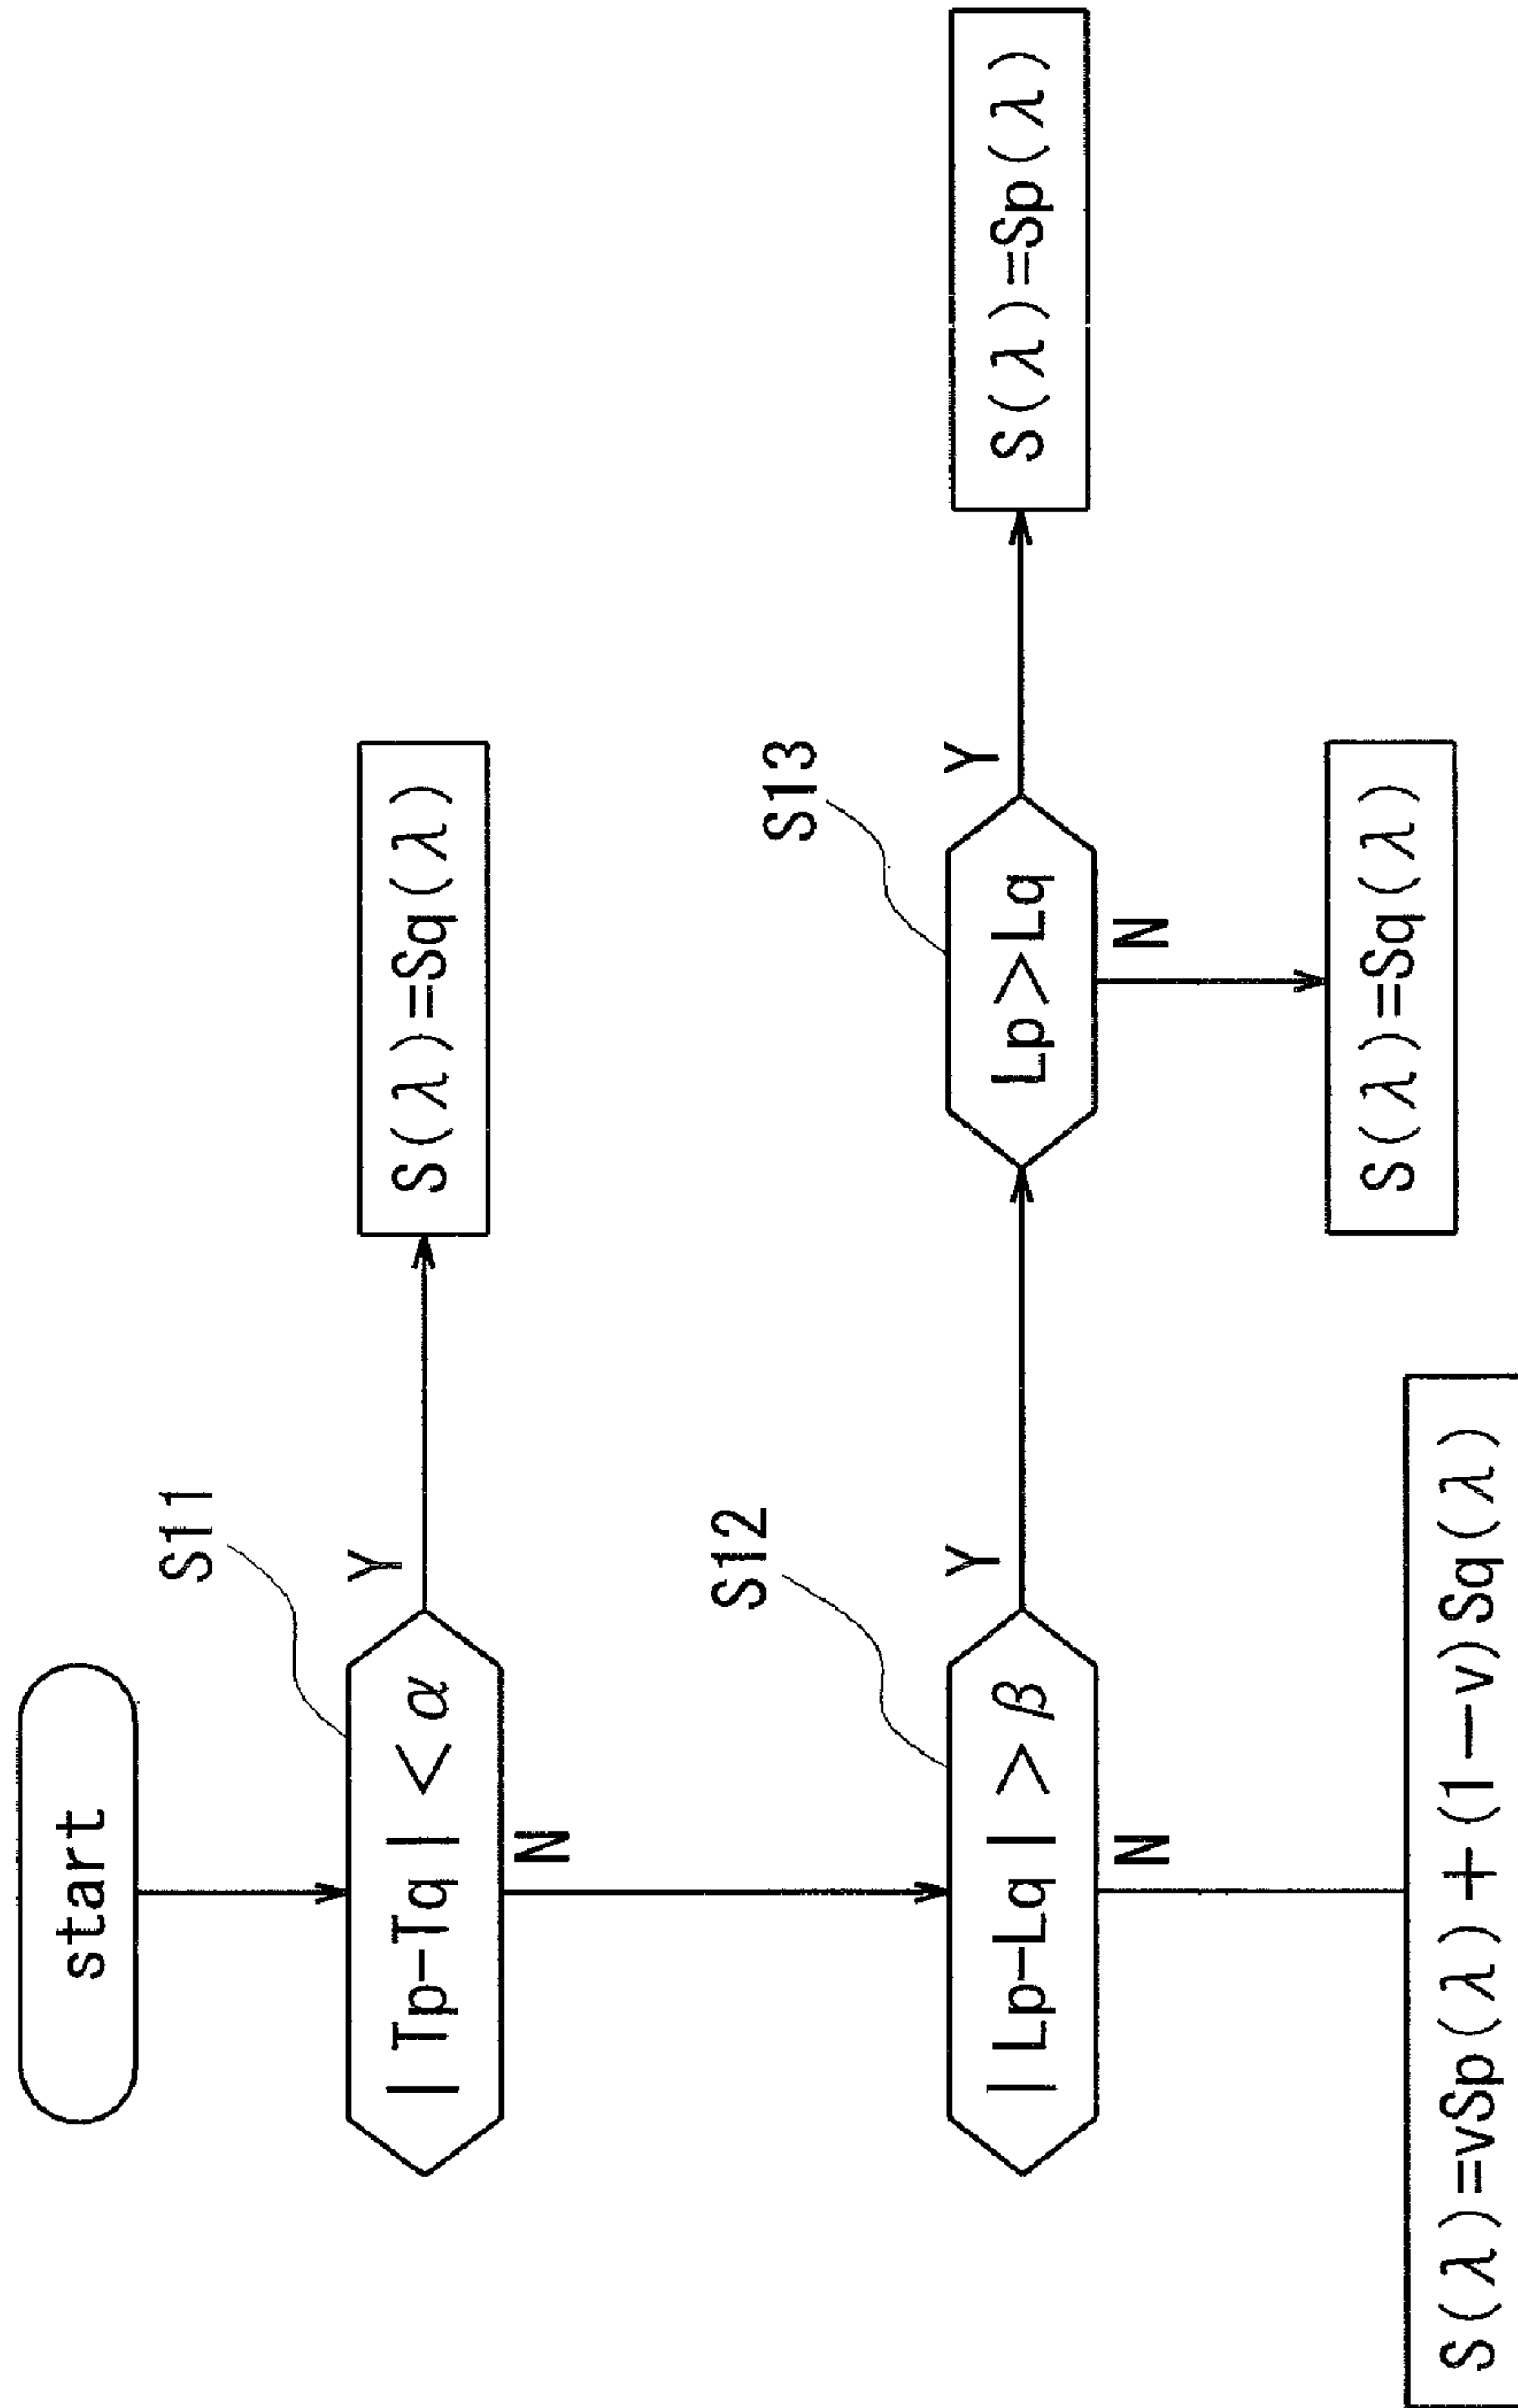 start
S11
|Tp-Tq|<α
Y
S(λ)=Sq(λ)
N
S12
|Lp-Lq|>β
Y
S13
Lp>Lq
Y
S(λ)=Sp(λ)
N
S(λ)=Sq(λ)
N
S(λ)=vSp(λ)+(1-v)Sq(λ)